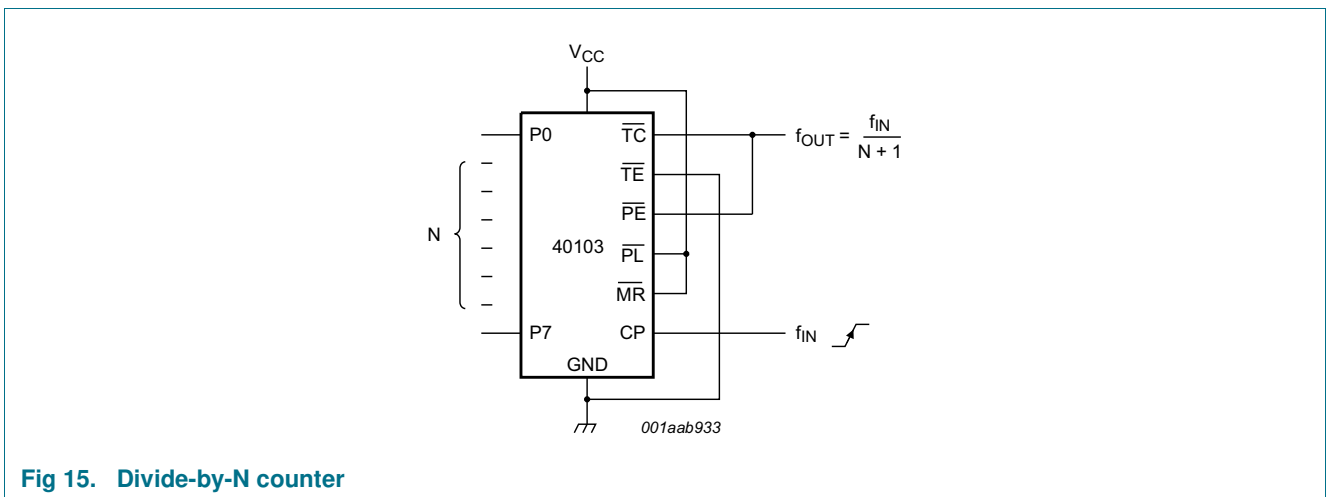 VCC
P0
TC
fOUT = fIN
N + 1
TE
PE
N
40103
PL
MR
P7
CP
fIN
GND
001aab933
Fig 15. Divide-by-N counter